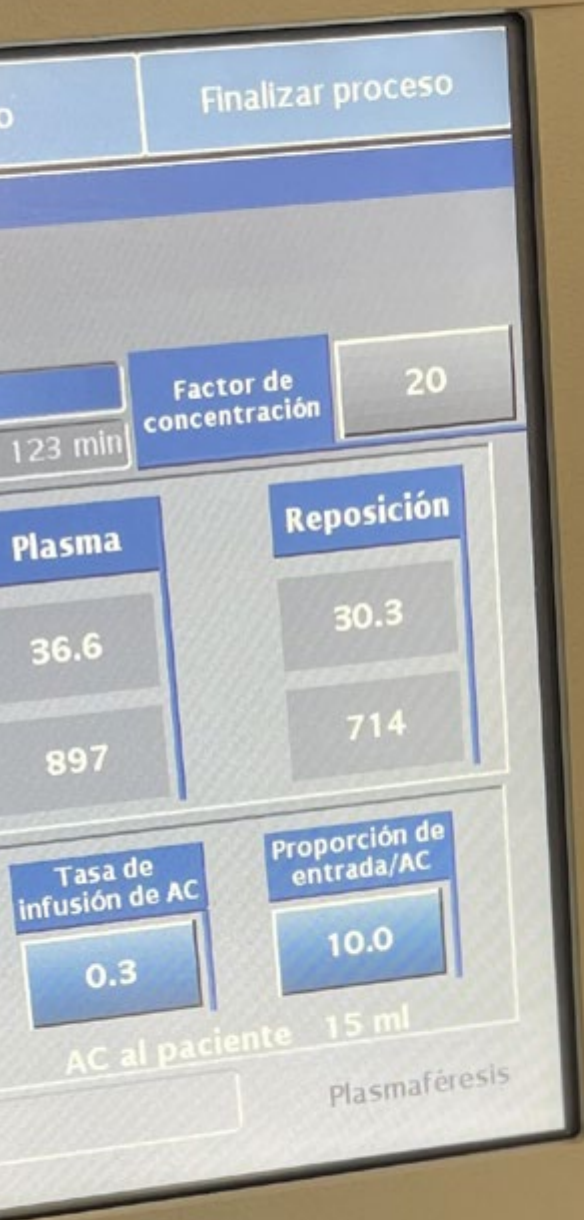 Finalizar proceso
Factor de
concentración
20
123 min
Plasma
Reposición
36.6
30.3
897
714
Tasa de
infusión de AC
Proporción de
entrada/AC
0.3
10.0
AC al paciente 15 ml
Plasmaféresis